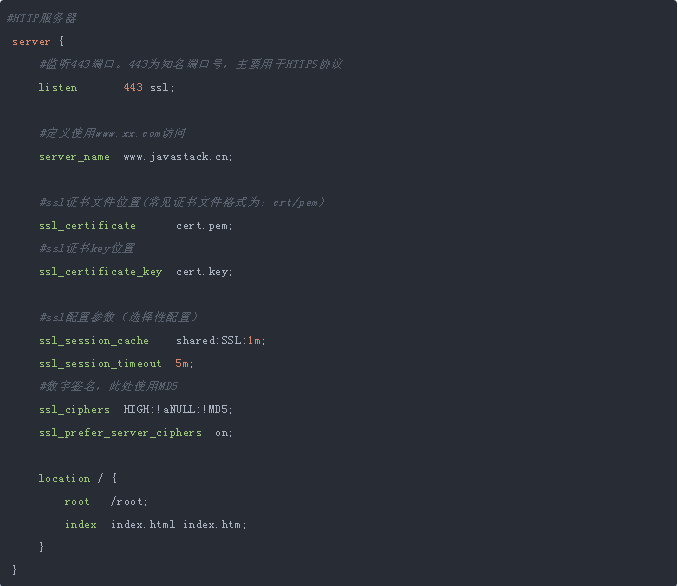 #HTTP服务器
server {
#监听443端口。443为知名端口号，主要用于HTTPS协议
listen 443 ssl;
#定义使用www.xx.com访问
server_name www.javastack.cn;
#ssl证书文件位置(常见证书文件格式为：crt/pem)
ssl_certificate cert.pem;
#ssl证书key位置
ssl_certificate_key cert.key;
#ssl配置参数（选择性配置）
ssl_session_cache shared:SSL:1m;
ssl_session_timeout 5m;
#数字签名，此处使用MD5
ssl_ciphers HIGH:!aNULL:!MD5;
ssl_prefer_server_ciphers on;
location / {
root /root;
index index.html index.htm;
}
}